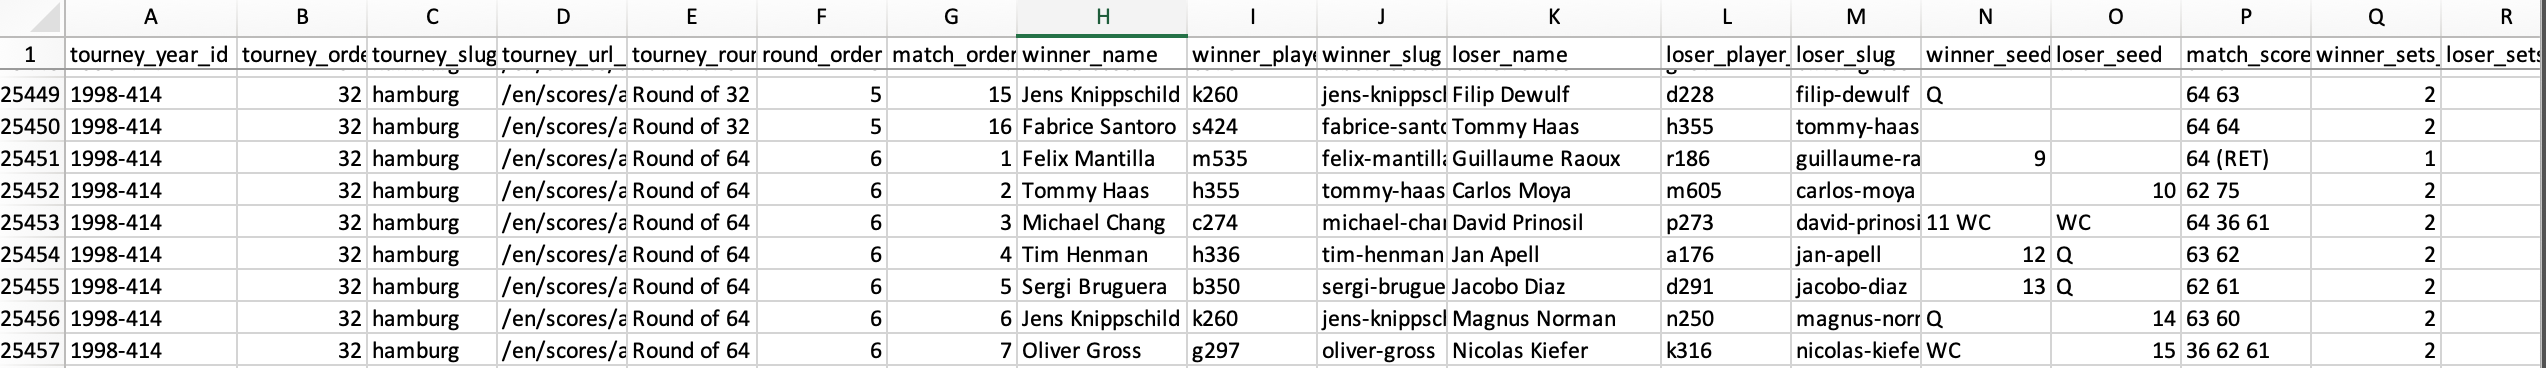 A B C D E F G H I J K L M N O P Q R
1 tourney_year_id tourney_orde tourney_slug tourney_url_ tourney_rour round_order match_order winner_name winner_playe winner_slug loser_name loser_player_ loser_slug winner_seed loser_seed match_score winner_sets_ loser_sets
25449 1998-414 32 hamburg /en/scores/a Round of 32 5 15 Jens Knippschild k260 jens-knippscl Filip Dewulf d228 filip-dewulf Q 64 63 2
25450 1998-414 32 hamburg /en/scores/a Round of 32 5 16 Fabrice Santoro s424 fabrice-santo Tommy Haas h355 tommy-haas 64 64 2
25451 1998-414 32 hamburg /en/scores/a Round of 64 6 1 Felix Mantilla m535 felix-mantilla Guillaume Raoux r186 guillaume-ra 9 64 (RET) 1
25452 1998-414 32 hamburg /en/scores/a Round of 64 6 2 Tommy Haas h355 tommy-haas Carlos Moya m605 carlos-moya 10 62 75 2
25453 1998-414 32 hamburg /en/scores/a Round of 64 6 3 Michael Chang c274 michael-char David Prinosil p273 david-prinosi 11 WC WC 64 36 61 2
25454 1998-414 32 hamburg /en/scores/a Round of 64 6 4 Tim Henman h336 tim-henman Jan Apell a176 jan-apell 12 Q 63 62 2
25455 1998-414 32 hamburg /en/scores/a Round of 64 6 5 Sergi Bruguera b350 sergi-brugue Jacobo Diaz d291 jacobo-diaz 13 Q 62 61 2
25456 1998-414 32 hamburg /en/scores/a Round of 64 6 6 Jens Knippschild k260 jens-knippscl Magnus Norman n250 magnus-norr Q 14 63 60 2
25457 1998-414 32 hamburg /en/scores/a Round of 64 6 7 Oliver Gross g297 oliver-gross Nicolas Kiefer k316 nicolas-kiefe WC 15 36 62 61 2